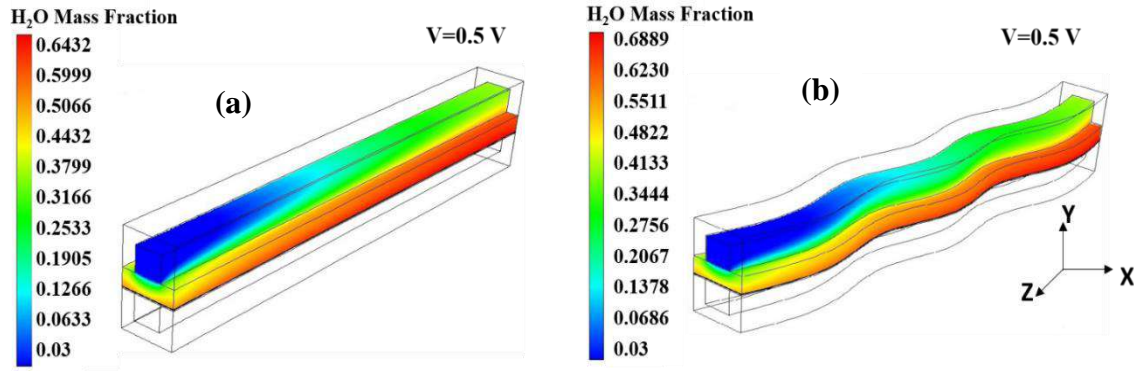 H₂O Mass Fraction
V=0.5 V
(a)
0.6432
0.5999
0.5066
0.4432
0.3799
0.3166
0.2533
0.1905
0.1266
0.0633
0.03
H₂O Mass Fraction
V=0.5 V
(b)
0.6889
0.6230
0.5511
0.4822
0.4133
0.3444
0.2756
0.2067
0.1378
0.0686
0.03
Y
X
Z